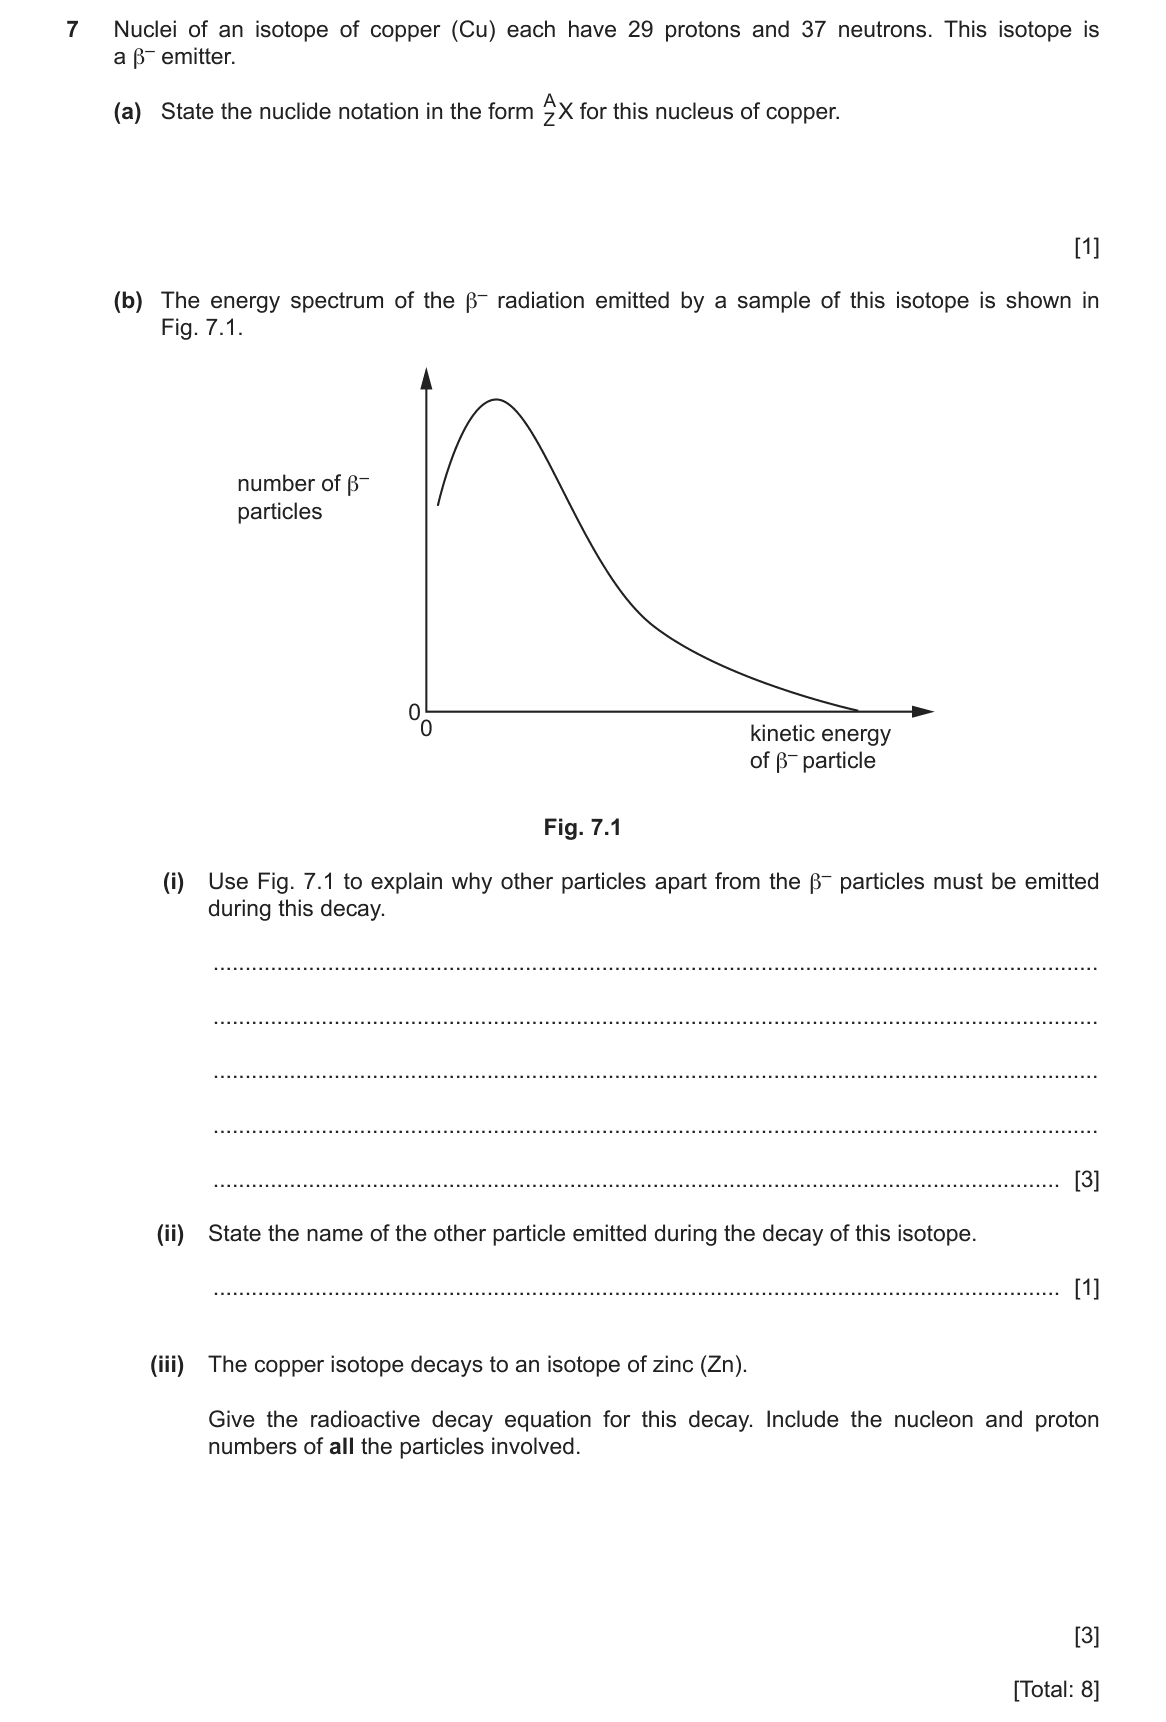 7 Nuclei of an isotope of copper (Cu) each have 29 protons and 37 neutrons. This isotope is
a β⁻ emitter.
(a) State the nuclide notation in the form ᴬ_ZX for this nucleus of copper.
[1]
(b) The energy spectrum of the β⁻ radiation emitted by a sample of this isotope is shown in
Fig. 7.1.
number of β⁻
particles
0
0
kinetic energy
of β⁻ particle
Fig. 7.1
(i) Use Fig. 7.1 to explain why other particles apart from the β⁻ particles must be emitted
during this decay.
...................................................................................................................................
...................................................................................................................................
...................................................................................................................................
...................................................................................................................................
............................................................................................................................. [3]
(ii) State the name of the other particle emitted during the decay of this isotope.
............................................................................................................................. [1]
(iii) The copper isotope decays to an isotope of zinc (Zn).
Give the radioactive decay equation for this decay. Include the nucleon and proton
numbers of all the particles involved.
[3]
[Total: 8]